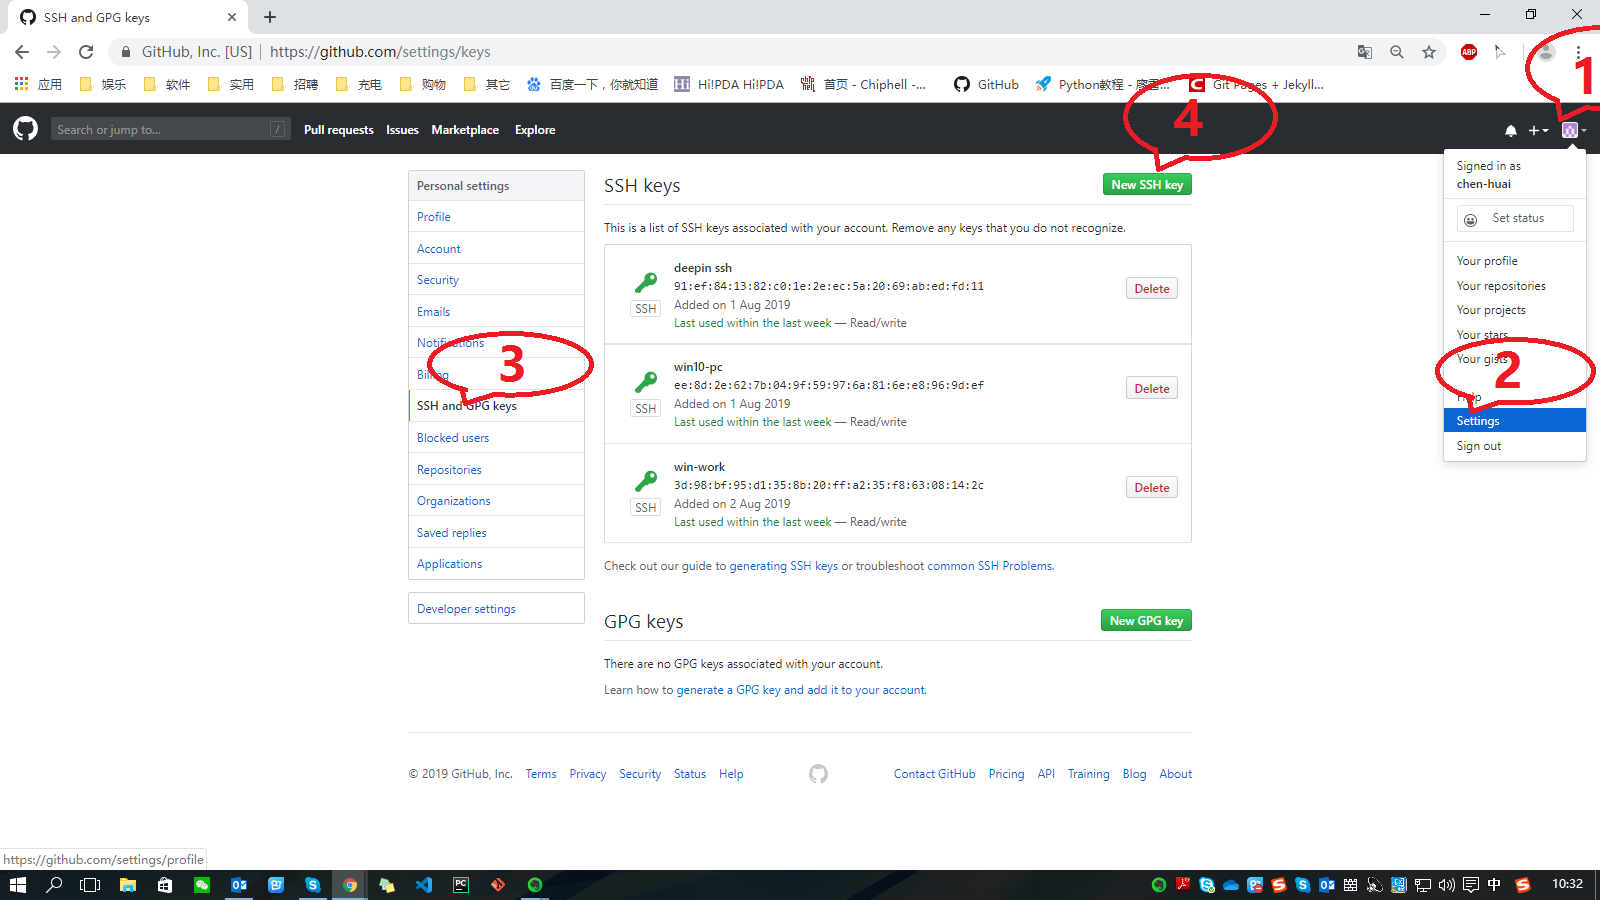 SSH and GPG keys
GitHub, Inc. [US] | https://github.com/settings/keys
ABP
应用 娱乐 软件 实用 招聘 充电 购物 其它 百度一下，你就知道 Hi!PDA Hi!PDA 首页 - Chiphell -... GitHub Python教程 - 廖雪... Git Pages + Jekyll...
1
Search or jump to... /
Pull requests Issues Marketplace Explore
4
Signed in as
chen-huai
Set status
Your profile
Your repositories
Your projects
Your stars
Your gists
2
Help
Settings
Sign out
Personal settings
Profile
Account
Security
Emails
Notifications
Billing
3
SSH and GPG keys
Blocked users
Repositories
Organizations
Saved replies
Applications
Developer settings
SSH keys
New SSH key
This is a list of SSH keys associated with your account. Remove any keys that you do not recognize.
deepin ssh
91:ef:84:13:82:c0:1e:2e:ec:5a:20:69:ab:ed:fd:11
SSH
Added on 1 Aug 2019
Last used within the last week — Read/write
Delete
win10-pc
ee:8d:2e:62:7b:04:9f:59:97:6a:81:6e:e8:96:9d:ef
SSH
Added on 1 Aug 2019
Last used within the last week — Read/write
Delete
win-work
3d:98:bf:95:d1:35:8b:20:ff:a2:35:f8:63:08:14:2c
SSH
Added on 2 Aug 2019
Last used within the last week — Read/write
Delete
Check out our guide to generating SSH keys or troubleshoot common SSH Problems.
GPG keys
New GPG key
There are no GPG keys associated with your account.
Learn how to generate a GPG key and add it to your account.
© 2019 GitHub, Inc. Terms Privacy Security Status Help
Contact GitHub Pricing API Training Blog About
https://github.com/settings/profile
中
10:32